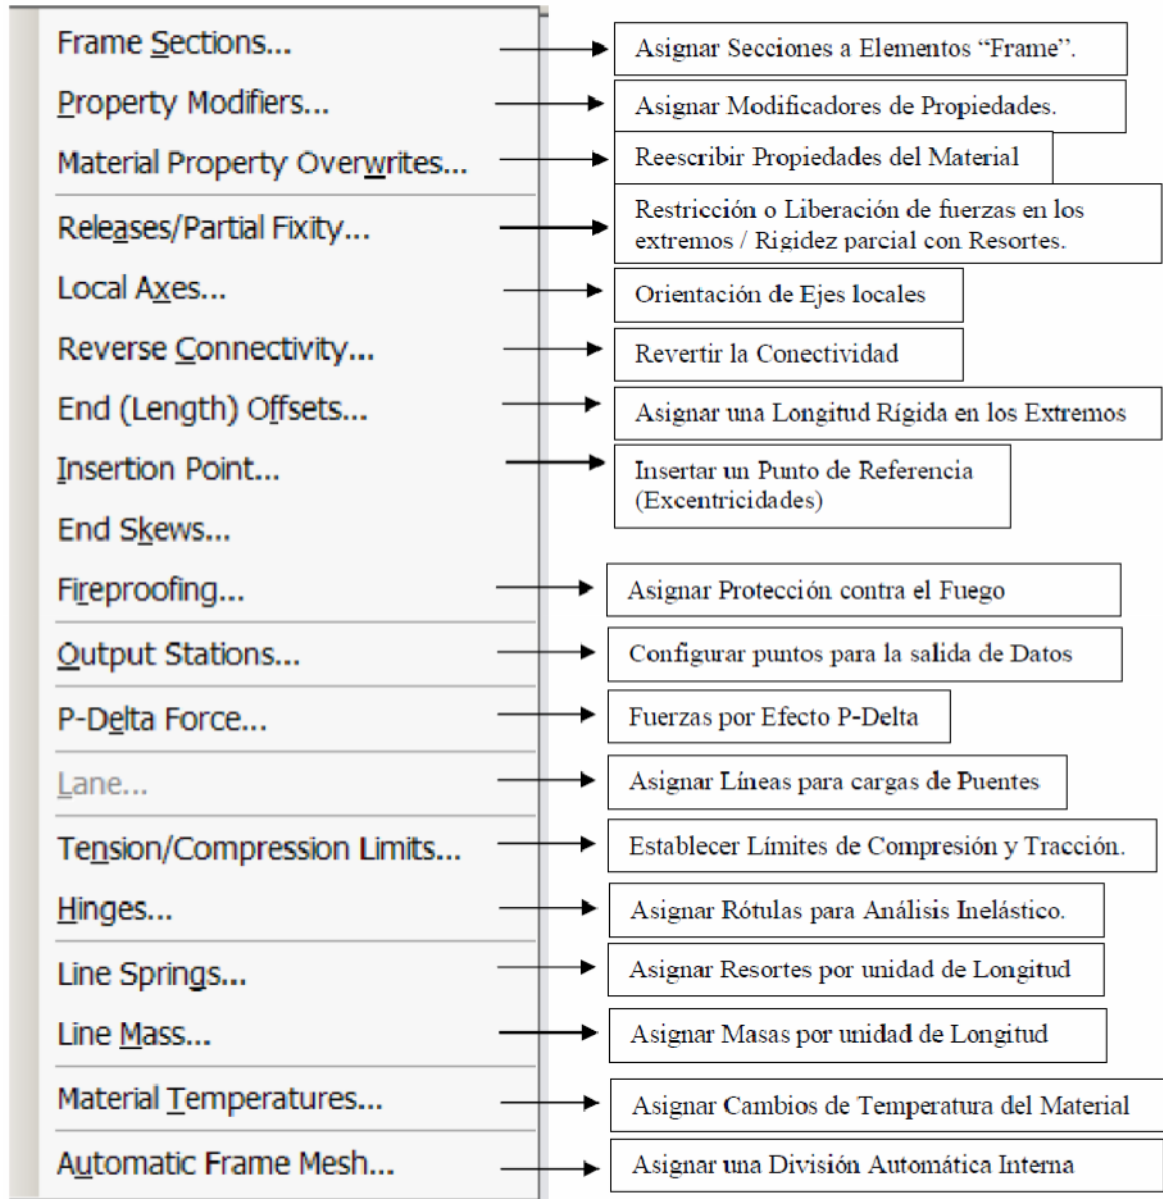 Frame Sections...
Asignar Secciones a Elementos “Frame”.
Property Modifiers...
Asignar Modificadores de Propiedades.
Material Property Overwrites...
Reescribir Propiedades del Material
Releases/Partial Fixity...
Restricción o Liberación de fuerzas en los
extremos / Rigidez parcial con Resortes.
Local Axes...
Orientación de Ejes locales
Reverse Connectivity...
Revertir la Conectividad
End (Length) Offsets...
Asignar una Longitud Rígida en los Extremos
Insertion Point...
Insertar un Punto de Referencia
(Excentricidades)
End Skews...
Fireproofing...
Asignar Protección contra el Fuego
Output Stations...
Configurar puntos para la salida de Datos
P-Delta Force...
Fuerzas por Efecto P-Delta
Lane...
Asignar Líneas para cargas de Puentes
Tension/Compression Limits...
Establecer Límites de Compresión y Tracción.
Hinges...
Asignar Rótulas para Análisis Inelástico.
Line Springs...
Asignar Resortes por unidad de Longitud
Line Mass...
Asignar Masas por unidad de Longitud
Material Temperatures...
Asignar Cambios de Temperatura del Material
Automatic Frame Mesh...
Asignar una División Automática Interna